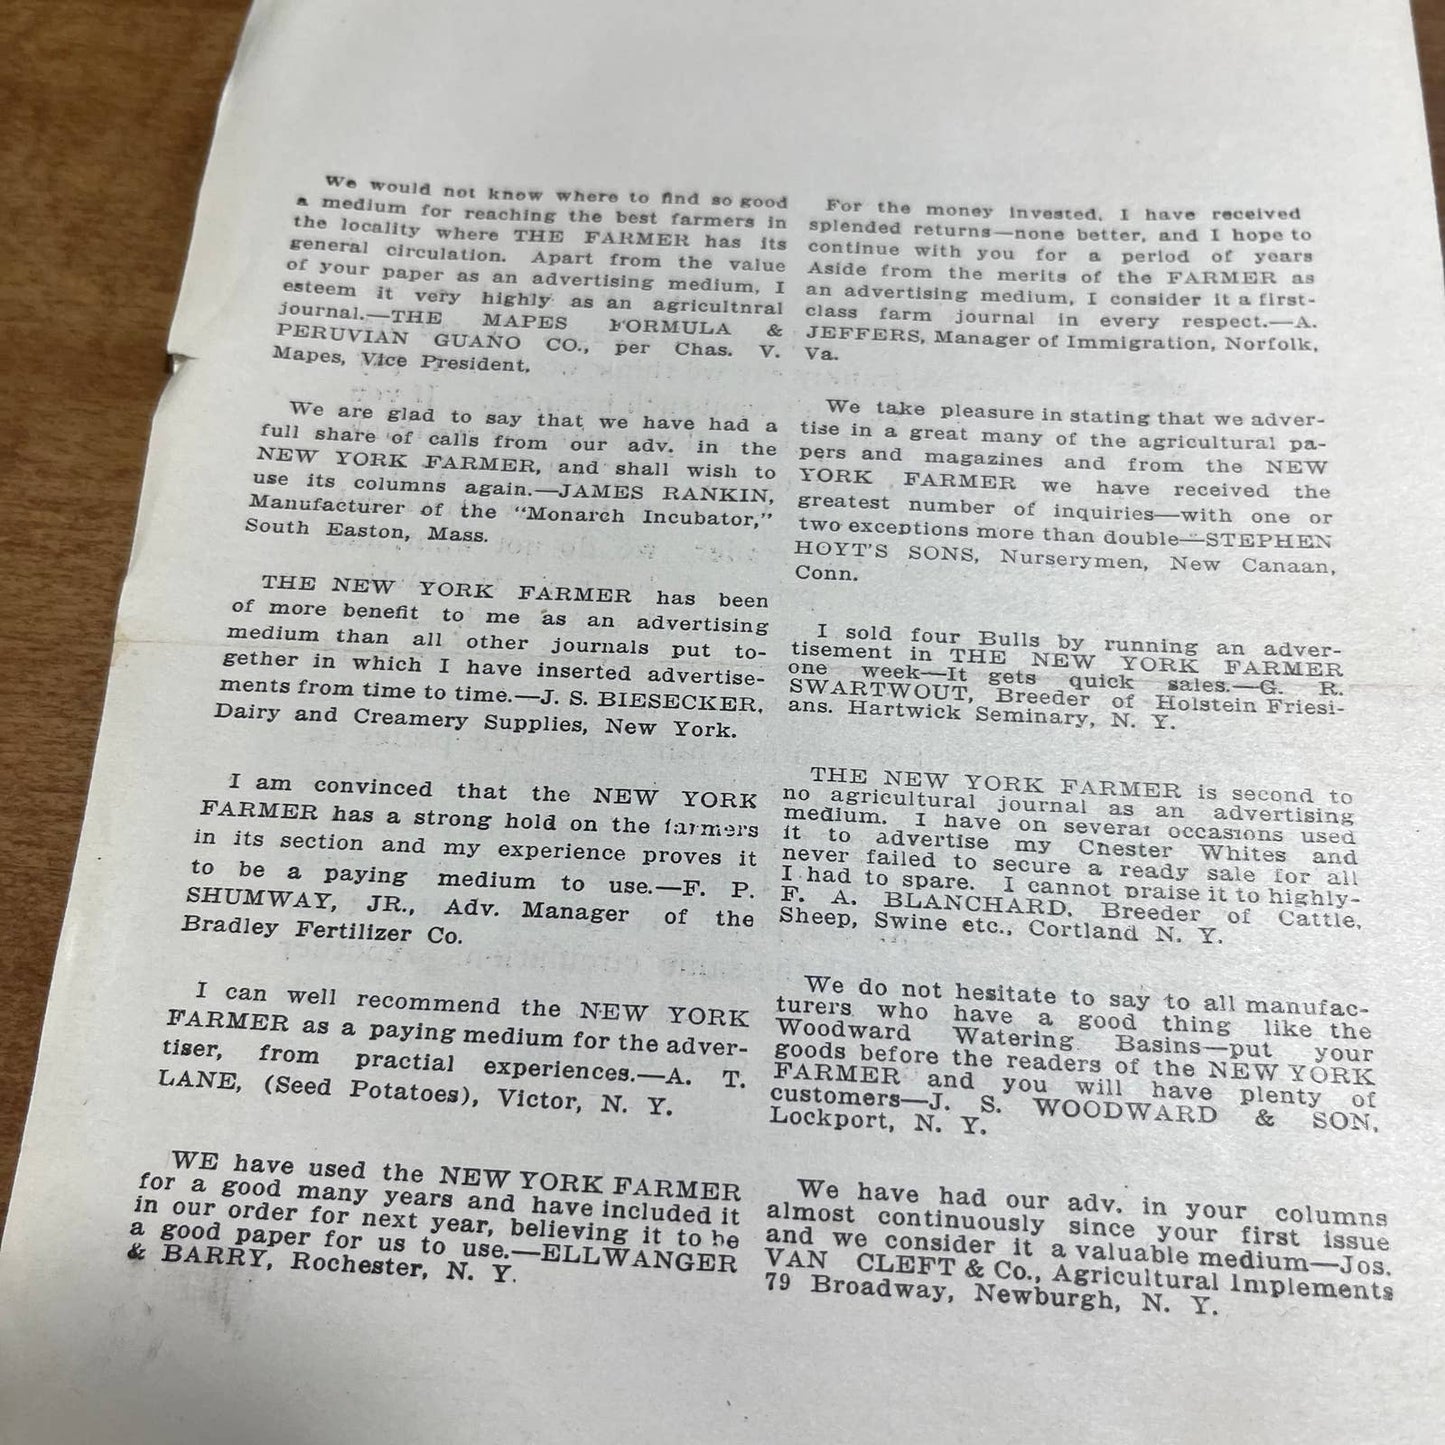 We would not know where to find so good
a medium for reaching the best farmers in
the locality where THE FARMER has its
general circulation. Apart from the value
of your paper as an advertising medium, I
esteem it very highly as an agricultnral
journal.—THE MAPES FORMULA &
PERUVIAN GUANO CO., per Chas. V.
Mapes, Vice President.
We are glad to say that we have had a
full share of calls from our adv. in the
NEW YORK FARMER, and shall wish to
use its columns again.—JAMES RANKIN,
Manufacturer of the "Monarch Incubator,"
South Easton, Mass.
THE NEW YORK FARMER has been
of more benefit to me as an advertising
medium than all other journals put to-
gether in which I have inserted advertise-
ments from time to time.—J. S. BIESECKER,
Dairy and Creamery Supplies, New York.
I am convinced that the NEW YORK
FARMER has a strong hold on the farmers
in its section and my experience proves it
to be a paying medium to use.—F. P.
SHUMWAY, JR., Adv. Manager of the
Bradley Fertilizer Co.
I can well recommend the NEW YORK
FARMER as a paying medium for the adver-
tiser, from practial experiences.—A. T.
LANE, (Seed Potatoes), Victor, N. Y.
WE have used the NEW YORK FARMER
for a good many years and have included it
in our order for next year, believing it to be
a good paper for us to use.—ELLWANGER
& BARRY, Rochester, N. Y.
For the money invested, I have received
splended returns—none better, and I hope to
continue with you for a period of years
Aside from the merits of the FARMER as
an advertising medium, I consider it a first-
class farm journal in every respect.—A.
JEFFERS, Manager of Immigration, Norfolk,
Va.
We take pleasure in stating that we adver-
tise in a great many of the agricultural pa-
pers and magazines and from the NEW
YORK FARMER we have received the
greatest number of inquiries—with one or
two exceptions more than double—STEPHEN
HOYT'S SONS, Nurserymen, New Canaan,
Conn.
I sold four Bulls by running an adver-
tisement in THE NEW YORK FARMER
one week—It gets quick sales.—G. R.
SWARTWOUT, Breeder of Holstein Friesi-
ans. Hartwick Seminary, N. Y.
THE NEW YORK FARMER is second to
no agricultural journal as an advertising
medium. I have on several occasions used
it to advertise my Chester Whites and
never failed to secure a ready sale for all
I had to spare. I cannot praise it to highly-
F. A. BLANCHARD, Breeder of Cattle,
Sheep, Swine etc., Cortland N. Y.
We do not hesitate to say to all manufac-
turers who have a good thing like the
Woodward Watering Basins—put your
goods before the readers of the NEW YORK
FARMER and you will have plenty of
customers—J. S. WOODWARD & SON,
Lockport, N. Y.
We have had our adv. in your columns
almost continuously since your first issue
and we consider it a valuable medium—Jos.
VAN CLEFT & Co., Agricultural Implements
79 Broadway, Newburgh, N. Y.